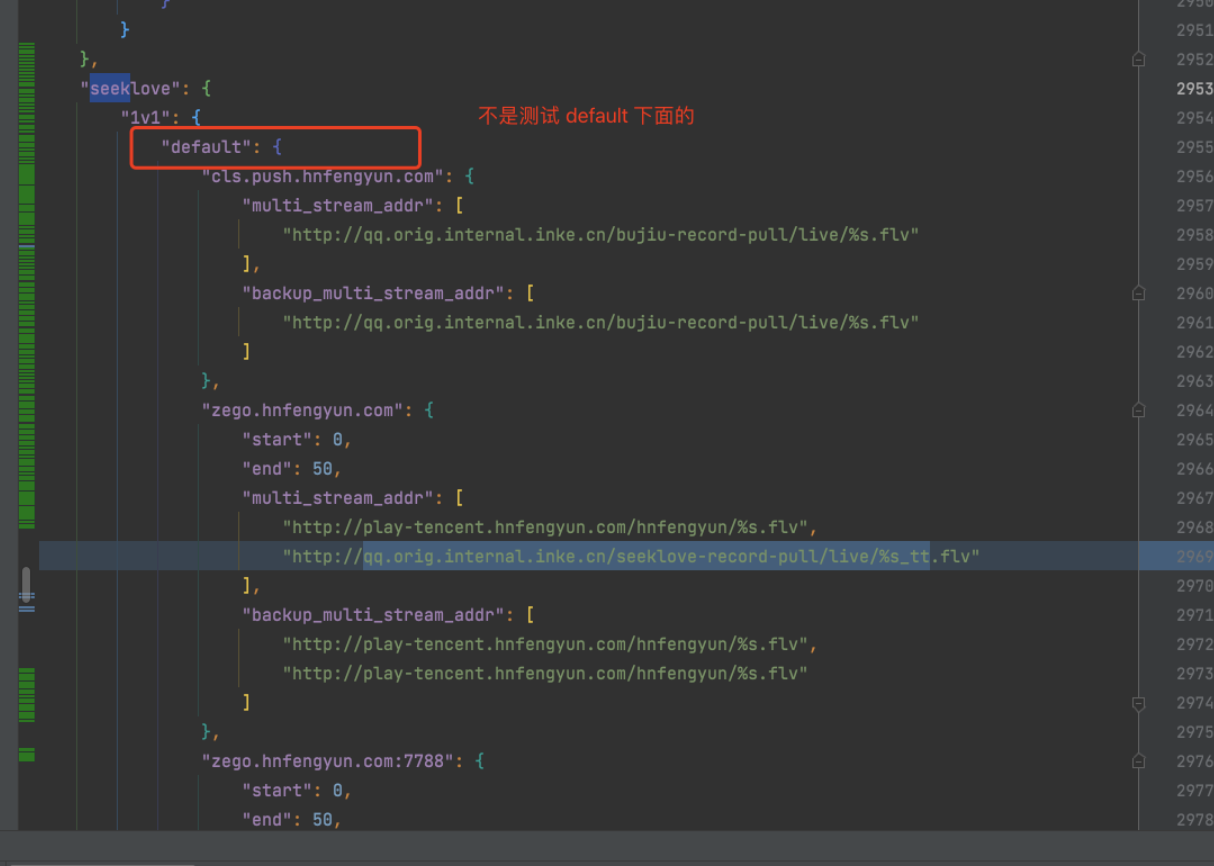 }
2950
}
2951
},
2952
"seeklove": {
2953
"1v1": {
不是测试 default 下面的
2954
"default": {
2955
"cls.push.hnfengyun.com": {
2956
"multi_stream_addr": [
2957
"http://qq.orig.internal.inke.cn/bujiu-record-pull/live/%s.flv"
2958
],
2959
"backup_multi_stream_addr": [
2960
"http://qq.orig.internal.inke.cn/bujiu-record-pull/live/%s.flv"
2961
]
2962
},
2963
"zego.hnfengyun.com": {
2964
"start": 0,
2965
"end": 50,
2966
"multi_stream_addr": [
2967
"http://play-tencent.hnfengyun.com/hnfengyun/%s.flv",
2968
"http://qq.orig.internal.inke.cn/seeklove-record-pull/live/%s_tt.flv"
2969
],
2970
"backup_multi_stream_addr": [
2971
"http://play-tencent.hnfengyun.com/hnfengyun/%s.flv",
2972
"http://play-tencent.hnfengyun.com/hnfengyun/%s.flv"
2973
]
2974
},
2975
"zego.hnfengyun.com:7788": {
2976
"start": 0,
2977
"end": 50,
2978